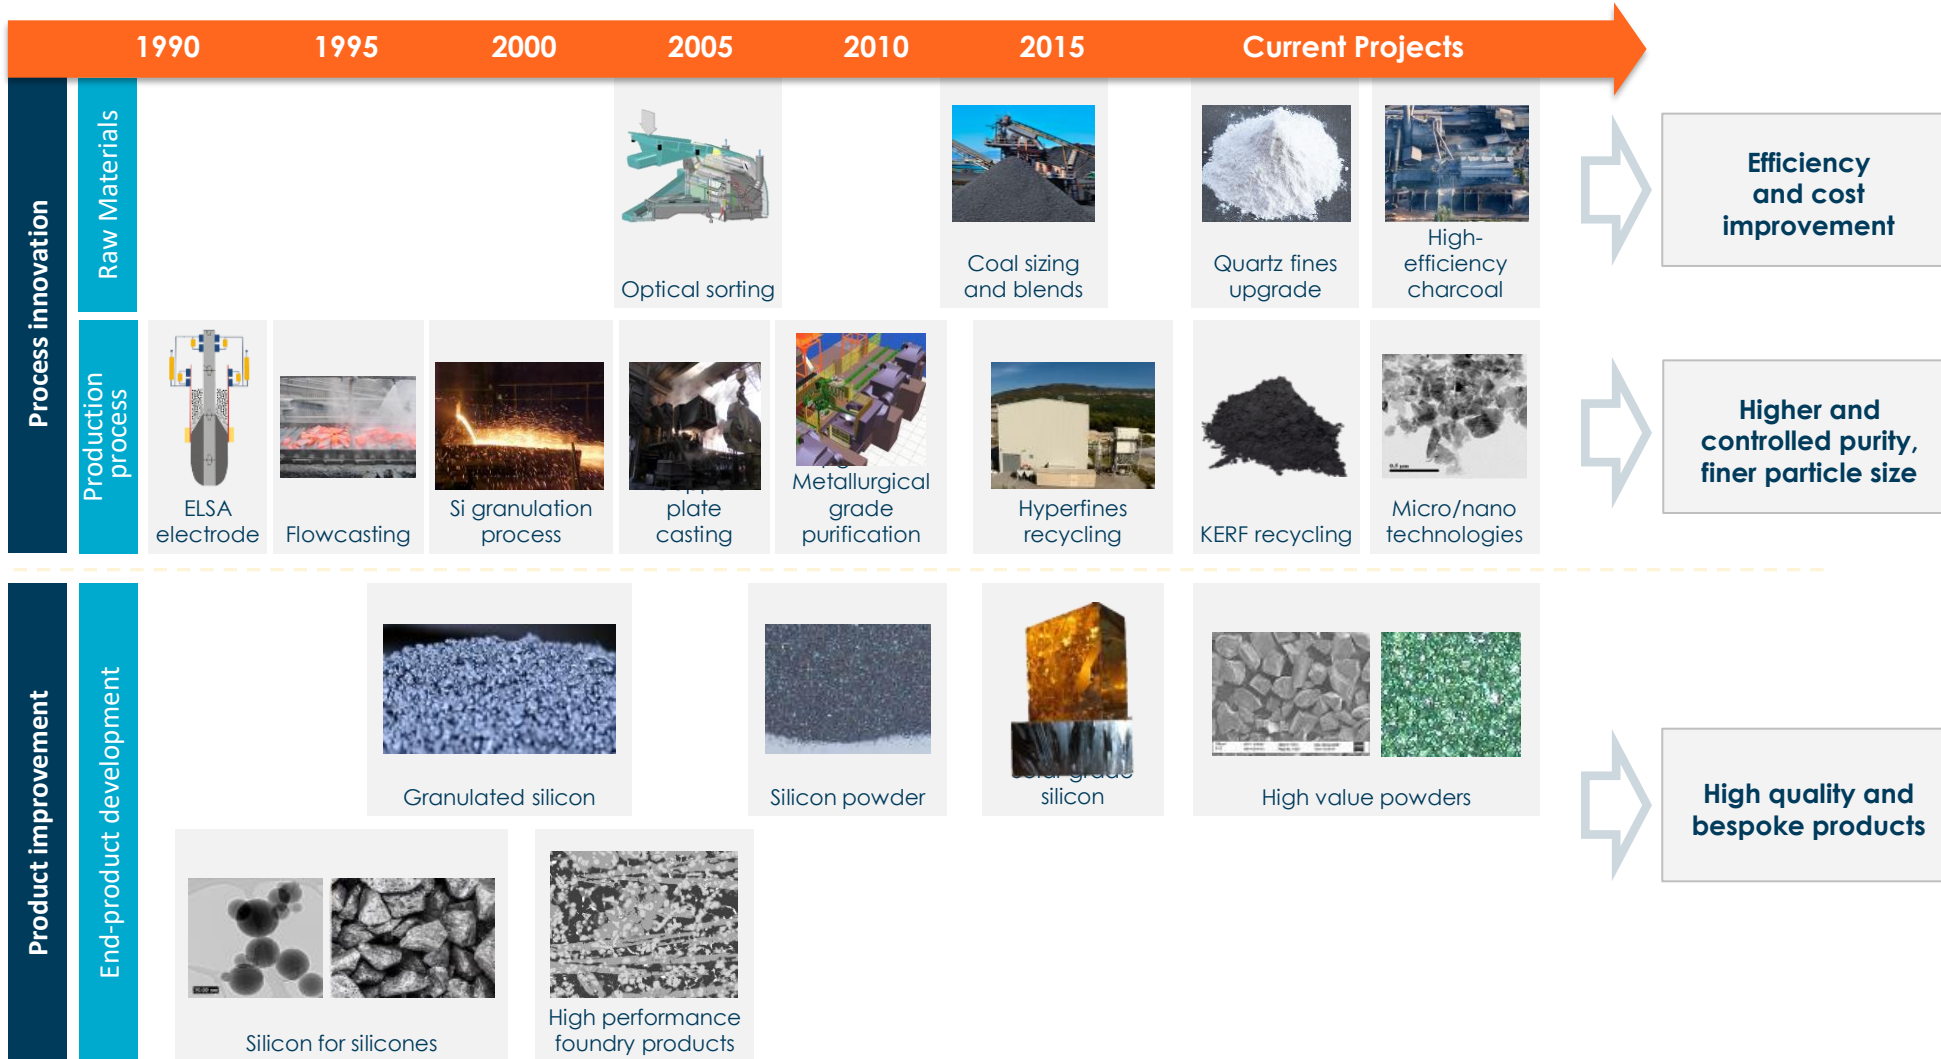 1990 1995 2000 2005 2010 2015 Current Projects
Process innovation
Raw Materials
Optical sorting
Coal sizing
and blends
Quartz fines
upgrade
High-
efficiency
charcoal
Efficiency
and cost
improvement
Production
process
ELSA
electrode
Flowcasting
Si granulation
process
plate
casting
Metallurgical
grade
purification
Hyperfines
recycling
KERF recycling
0.5 µm
Micro/nano
technologies
Higher and
controlled purity,
finer particle size
Product improvement
End-product development
Granulated silicon
Silicon powder
silicon
High value powders
High quality and
bespoke products
Silicon for silicones
High performance
foundry products